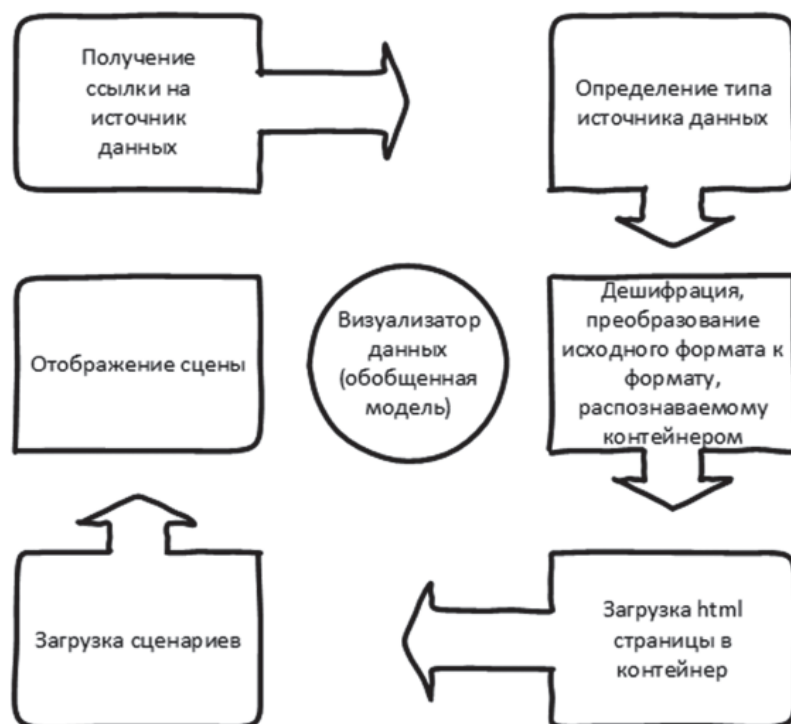 Получение
ссылки на
источник
данных
Определение типа
источника данных
Дешифрация,
преобразование
исходного формата к
формату,
распознаваемому
контейнером
Загрузка html
страницы в
контейнер
Загрузка сценариев
Отображение сцены
Визуализатор
данных
(обобщенная
модель)